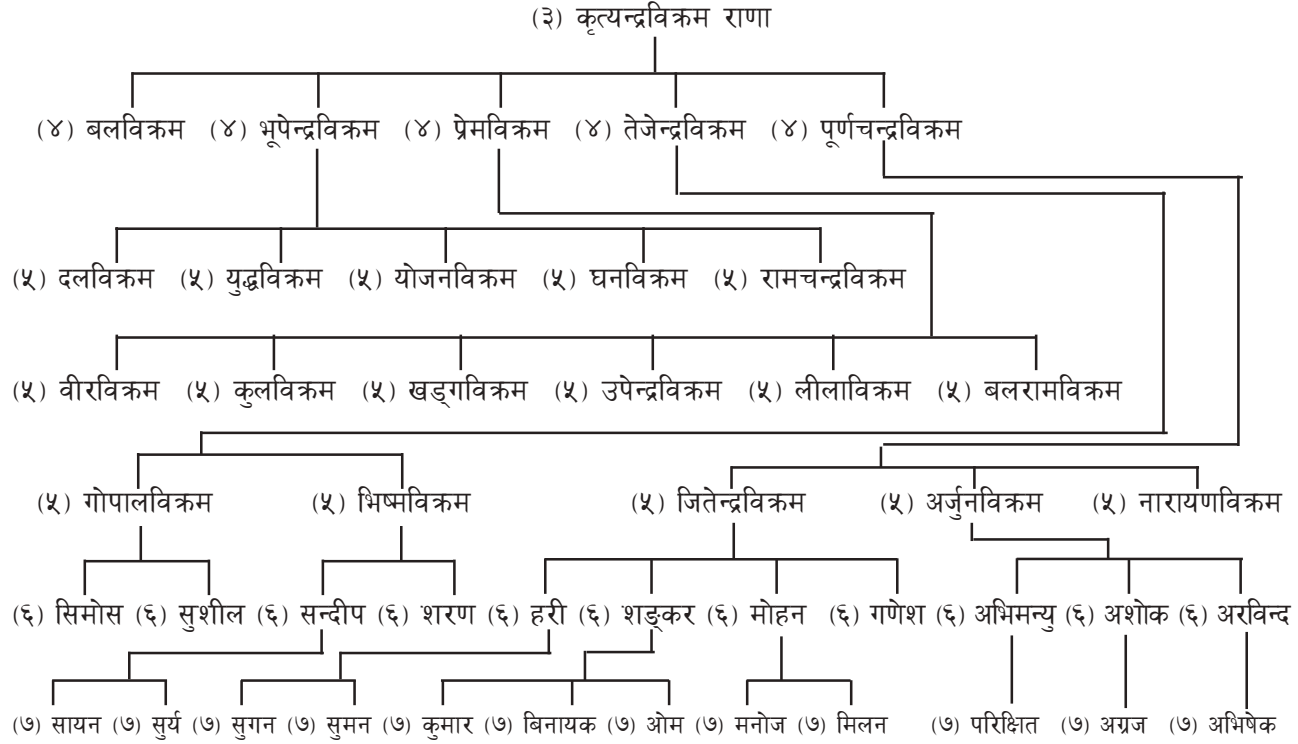 (३) कृत्यन्द्रविक्रम राणा
(४) बलविक्रम (४) भूपेन्द्रविक्रम (४) प्रेमविक्रम (४) तेजेन्द्रविक्रम (४) पूर्णचन्द्रविक्रम
(५) दलविक्रम (५) युद्धविक्रम (५) योजनविक्रम (५) घनविक्रम (५) रामचन्द्रविक्रम
(५) वीरविक्रम (५) कुलविक्रम (५) खड्गविक्रम (५) उपेन्द्रविक्रम (५) लीलाविक्रम (५) बलरामविक्रम
(५) गोपालविक्रम (५) भिष्मविक्रम (५) जितेन्द्रविक्रम (५) अर्जुनविक्रम (५) नारायणविक्रम
(६) सिमोस (६) सुशील (६) सन्दीप (६) शरण (६) हरी (६) शङ्कर (६) मोहन (६) गणेश (६) अभिमन्यु (६) अशोक (६) अरविन्द
(७) सायन (७) सुर्य (७) सुगन (७) सुमन (७) कुमार (७) बिनायक (७) ओम (७) मनोज (७) मिलन (७) परिक्षित (७) अग्रज (७) अभिषेक